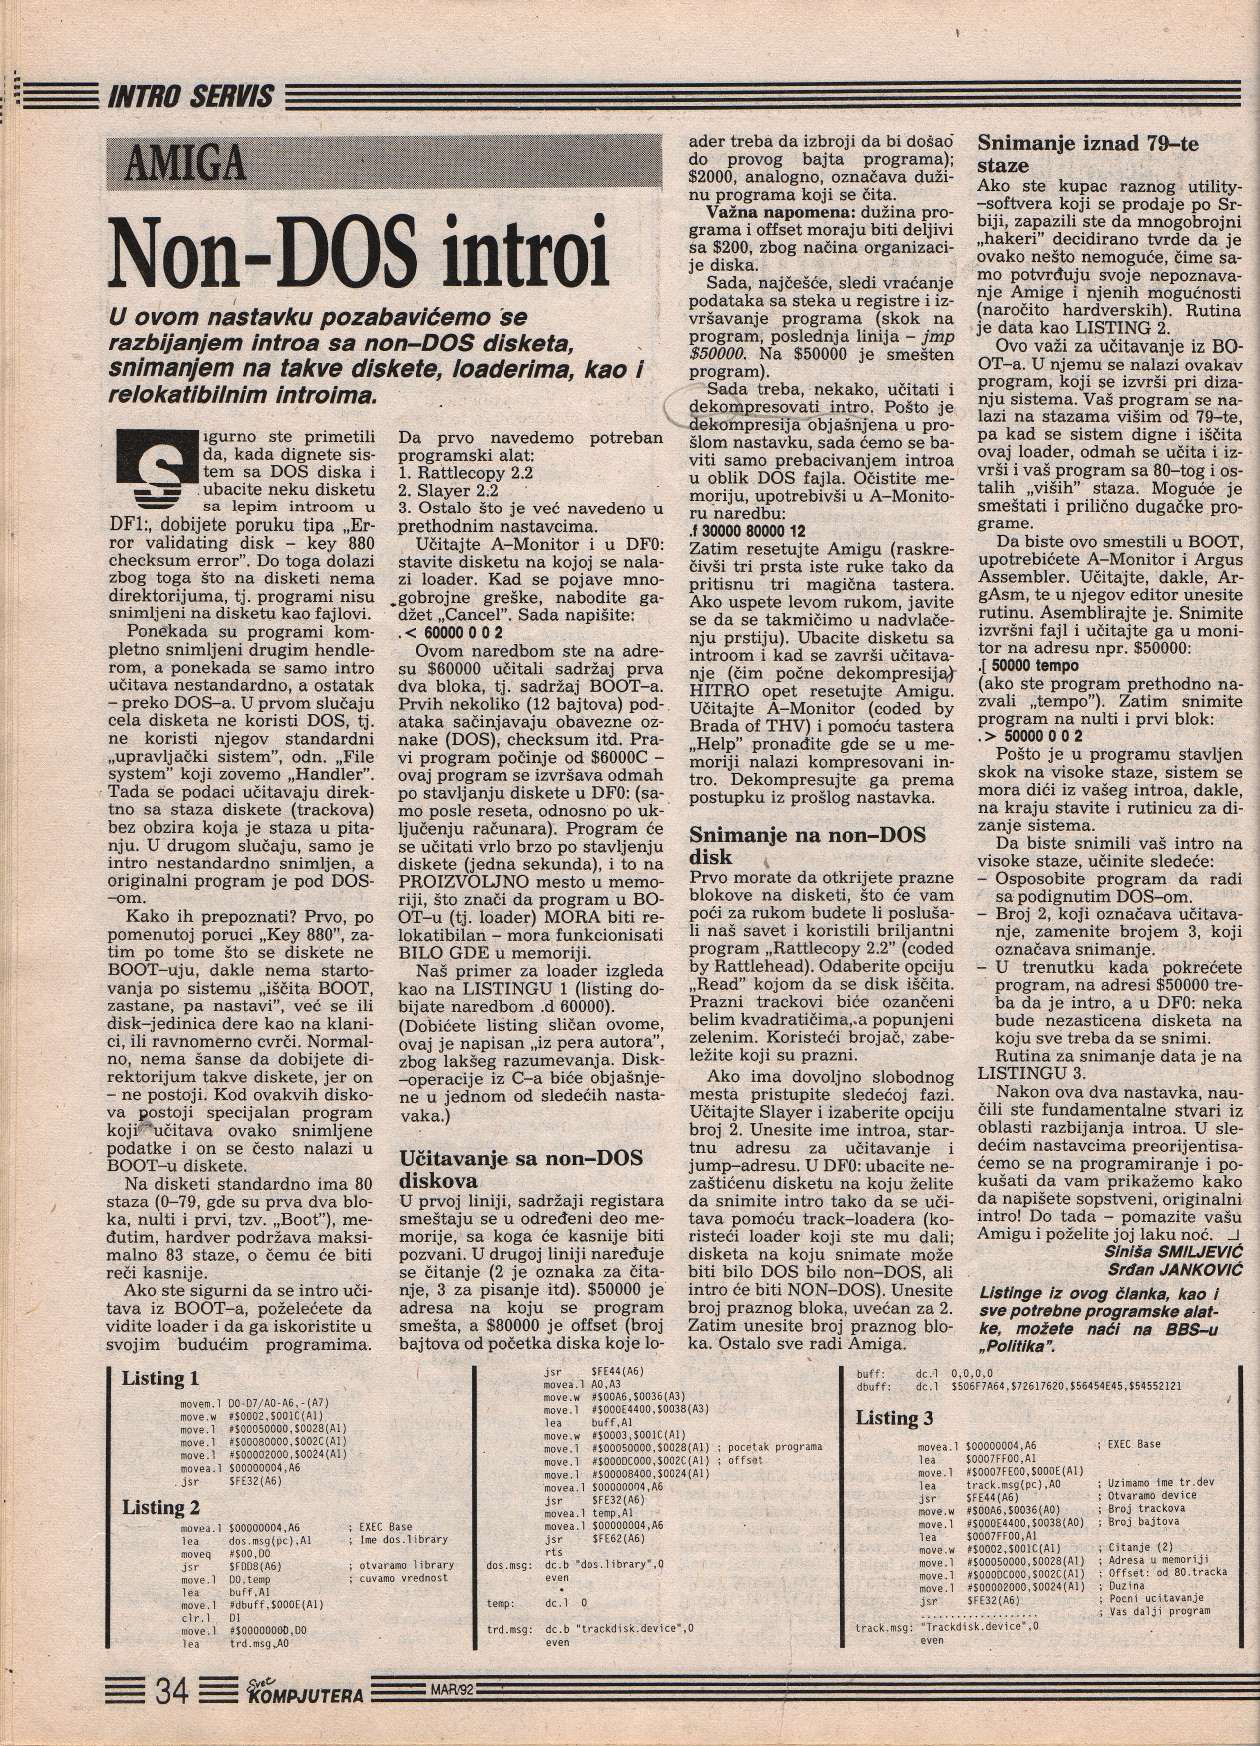 INTRO SERVIS
AMIGA
Non–DOS introi
U ovom nastavku pozabavićemo se
razbijanjem introa sa non–DOS disketa,
snimanjem na takve diskete, loaderima, kao i
relokatibilnim introima.
Sigurno ste primetili
da, kada dignete sis-
tem sa DOS diska i
ubacite neku disketu
sa lepim introom u
DF1:, dobijete poruku tipa „Er-
ror validating disk – key 880
checksum error”. Do toga dolazi
zbog toga što na disketi nema
direktorijuma, tj. programi nisu
snimljeni na disketu kao fajlovi.
Ponekada su programi kom-
pletno snimljeni drugim hendle-
rom, a ponekada se samo intro
učitava nestandardno, a ostatak
– preko DOS–a. U prvom slučaju
cela disketa ne koristi DOS, tj.
ne koristi njegov standardni
„upravljački sistem”, odn. „File
system” koji zovemo „Handler”.
Tada se podaci učitavaju direk-
tno sa staza diskete (trackova)
bez obzira koja je staza u pita-
nju. U drugom slučaju, samo je
intro nestandardno snimljen, a
originalni program je pod DOS-
–om.
Kako ih prepoznati? Prvo, po
pomenutoj poruci „Key 880”, za-
tim po tome što se diskete ne
BOOT–uju, dakle nema starto-
vanja po sistemu „iščita BOOT,
zastane, pa nastavi”, već se ili
disk–jedinica dere kao na klani-
ci, ili ravnomerno cvrči. Normal-
no, nema šanse da dobijete di-
rektorijum takve diskete, jer on
– ne postoji. Kod ovakvih disko-
va postoji specijalan program
koji učitava ovako snimljene
podatke i on se često nalazi u
BOOT–u diskete.
Na disketi standardno ima 80
staza (0–79, gde su prva dva blo-
ka, nulti i prvi, tzv. „Boot”), me-
đutim, hardver podržava maksi-
malno 83 staze, o čemu će biti
reči kasnije.
Ako ste sigurni da se intro uči-
tava iz BOOT–a, poželećete da
vidite loader i da ga iskoristite u
svojim budućim programima.
Da prvo navedemo potreban
programski alat:
1. Rattlecopy 2.2
2. Slayer 2.2
3. Ostalo što je već navedeno u
prethodnim nastavcima.
Učitajte A–Monitor i u DF0:
stavite disketu na kojoj se nala-
zi loader. Kad se pojave mno-
gobrojne greške, nabodite ga-
džet „Cancel”. Sada napišite:
.< 60000 0 0 2
Ovom naredbom ste na adre-
su $60000 učitali sadržaj prva
dva bloka, tj. sadržaj BOOT–a.
Prvih nekoliko (12 bajtova) pod-
ataka sačinjavaju obavezne oz-
nake (DOS), checksum itd. Pra-
vi program počinje od $6000C –
ovaj program se izvršava odmah
po stavljanju diskete u DF0: (sa-
mo posle reseta, odnosno po uk-
ljučenju računara). Program će
se učitati vrlo brzo po stavljenju
diskete (jedna sekunda), i to na
PROIZVOLJNO mesto u memo-
riji, što znači da program u BO-
OT–u (tj. loader) MORA biti re-
lokatibilan – mora funkcionisati
BILO GDE u memoriji.
Naš primer za loader izgleda
kao na LISTINGU 1 (listing do-
bijate naredbom .d 60000).
(Dobićete listing sličan ovome,
ovaj je napisan „iz pera autora”,
zbog lakšeg razumevanja. Disk-
–operacije iz C–a biće objašnje-
ne u jednom od sledećih nasta-
vaka.)
Učitavanje sa non–DOS
diskova
U prvoj liniji, sadržaji registara
smeštaju se u određeni deo me-
morije, sa koga će kasnije biti
pozvani. U drugoj liniji naređuje
se čitanje (2 je oznaka za čita-
nje, 3 za pisanje itd). $50000 je
adresa na koju se program
smešta, a $80000 je offset (broj
bajtova od početka diska koje lo-
ader treba da izbroji da bi došao
do provog bajta programa);
$2000, analogno, označava duži-
nu programa koji se čita.
Važna napomena: dužina pro-
grama i offset moraju biti deljivi
sa $200, zbog načina organizaci-
je diska.
Sada, najčešće, sledi vraćanje
podataka sa steka u registre i iz-
vršavanje programa (skok na
program, poslednja linija – jmp
$50000. Na $50000 je smešten
program).
Sada treba, nekako, učitati i
dekompresovati intro. Pošto je
dekompresija objašnjena u pro-
šlom nastavku, sada ćemo se ba-
viti samo prebacivanjem introa
u oblik DOS fajla. Očistite me-
moriju, upotrebivši u A–Monito-
ru naredbu:
.f 30000 80000 12
Zatim resetujte Amigu (raskre-
čivši tri prsta iste ruke tako da
pritisnu tri magična tastera.
Ako uspete levom rukom, javite
se da se takmičimo u nadvlače-
nju prstiju). Ubacite disketu sa
introom i kad se završi učitava-
nje (čim počne dekompresija)
HITRO opet resetujte Amigu.
Učitajte A–Monitor (coded by
Brada of THV) i pomoću tastera
„Help” pronađite gde se u me-
moriji nalazi kompresovani in-
tro. Dekompresujte ga prema
postupku iz prošlog nastavka.
Snimanje na non–DOS
disk
Prvo morate da otkrijete prazne
blokove na disketi, što će vam
poći za rukom budete li posluša-
li naš savet i koristili briljantni
program „Rattlecopy 2.2” (coded
by Rattlehead). Odaberite opciju
„Read” kojom da se disk iščita.
Prazni trackovi biće ozančeni
belim kvadratičima, a popunjeni
zelenim. Koristeći brojač, zabe-
ležite koji su prazni.
Ako ima dovoljno slobodnog
mesta pristupite sledećoj fazi.
Učitajte Slayer i izaberite opciju
broj 2. Unesite ime introa, star-
tnu adresu za učitavanje i
jump–adresu. U DF0: ubacite ne-
zaštićenu disketu na koju želite
da snimite intro tako da se uči-
tava pomoću track–loadera (ko-
risteći loader koji ste mu dali;
disketa na koju snimate može
biti bilo DOS bilo non–DOS, ali
intro će biti NON–DOS). Unesite
broj praznog bloka, uvećan za 2.
Zatim unesite broj praznog blo-
ka. Ostalo sve radi Amiga.
Snimanje iznad 79–te
staze
Ako ste kupac raznog utility-
–softvera koji se prodaje po Sr-
biji, zapazili ste da mnogobrojni
„hakeri” decidirano tvrde da je
ovako nešto nemoguće, čime sa-
mo potvrđuju svoje nepoznava-
nje Amige i njenih mogućnosti
(naročito hardverskih). Rutina
je data kao LISTING 2.
Ovo važi za učitavanje iz BO-
OT–a. U njemu se nalazi ovakav
program, koji se izvrši pri diza-
nju sistema. Vaš program se na-
lazi na stazama višim od 79–te,
pa kad se sistem digne i iščita
ovaj loader, odmah se učita i iz-
vrši i vaš program sa 80–tog i os-
talih „viših” staza. Moguće je
smeštati i prilično dugačke pro-
grame.
Da biste ovo smestili u BOOT,
upotrebićete A–Monitor i Argus
Assembler. Učitajte, dakle, Ar-
gAsm, te u njegov editor unesite
rutinu. Asemblirajte je. Snimite
izvršni fajl i učitajte ga u moni-
tor na adresu npr. $50000:
.[ 50000 tempo
(ako ste program prethodno na-
zvali „tempo”). Zatim snimite
program na nulti i prvi blok:
.> 50000 0 0 2
Pošto je u programu stavljen
skok na visoke staze, sistem se
mora dići iz vašeg introa, dakle,
na kraju stavite i rutinicu za di-
zanje sistema.
Da biste snimili vaš intro na
visoke staze, učinite sledeće:
– Osposobite program da radi
sa podignutim DOS–om.
– Broj 2, koji označava učitava-
nje, zamenite brojem 3, koji
označava snimanje.
– U trenutku kada pokrećete
program, na adresi $50000 tre-
ba da je intro, a u DF0: neka
bude nezasticena disketa na
koju sve treba da se snimi.
Rutina za snimanje data je na
LISTINGU 3.
Nakon ova dva nastavka, nau-
čili ste fundamentalne stvari iz
oblasti razbijanja introa. U sle-
dećim nastavcima preorijentisa-
ćemo se na programiranje i po-
kušati da vam prikažemo kako
da napišete sopstveni, originalni
intro! Do tada – pomazite vašu
Amigu i poželite joj laku noć.
Siniša SMILJEVIĆ
Srđan JANKOVIĆ
Listinge iz ovog članka, kao i
sve potrebne programske alat-
ke, možete naći na BBS–u
„Politika”.
Listing 1
movem.l D0-D7/A0-A6,-(A7)
move.w #$0002,$001C(A1)
move.l #$00050000,$0028(A1)
move.l #$00080000,$002C(A1)
move.l #$00002000,$0024(A1)
movea.l $00000004,A6
jsr $FE32(A6)
Listing 2
movea.l $00000004,A6 ; EXEC Base
lea dos.msg(pc),A1 ; Ime dos.library
moveq #$00,D0
jsr $FDD8(A6) ; otvaramo library
move.l D0,temp ; cuvamo vrednost
lea buff,A1
move.l #dbuff,$000E(A1)
clr.l D1
move.l #$00000000,D0
lea trd.msg,A0
jsr $FE44(A6)
movea.l A0,A3
move.w #$00A6,$0036(A3)
move.l #$000E4400,$0038(A3)
lea buff,A1
move.w #$0003,$001C(A1)
move.l #$00050000,$0028(A1) ; pocetak programa
move.l #$000DC000,$002C(A1) ; offset
move.l #$00008400,$0024(A1)
movea.l $00000004,A6
jsr $FE32(A6)
movea.l temp,A1
movea.l $00000004,A6
jsr $FE62(A6)
rts
dos.msg: dc.b "dos.library",0
even
temp: dc.l 0
trd.msg: dc.b "trackdisk.device",0
even
buff: dc.l 0,0,0,0
dbuff: dc.l $506F7A64,$72617620,$56454E45,$54552121
Listing 3
movea.l $00000004,A6 ; EXEC Base
lea $0007FF00,A1
move.l #$0007FE00,$000E(A1)
lea track.msg(pc),A0 ; Uzimamo ime tr.dev
jsr $FE44(A6) ; Otvaramo device
move.w #$00A6,$0036(A0) ; Broj trackova
move.l #$000E4400,$0038(A0) ; Broj bajtova
lea $0007FF00,A1
move.w #$0002,$001C(A1) ; Citanje (2)
move.l #$00050000,$0028(A1) ; Adresa u memoriji
move.l #$000DC000,$002C(A1) ; Offset: od 80.tracka
move.l #$00002000,$0024(A1) ; Duzina
jsr $FE32(A6) ; Pocni ucitavanje
.................... ; Vas dalji program
track.msg: "Trackdisk.device",0
even
34 Svet KOMPJUTERA MAR/92